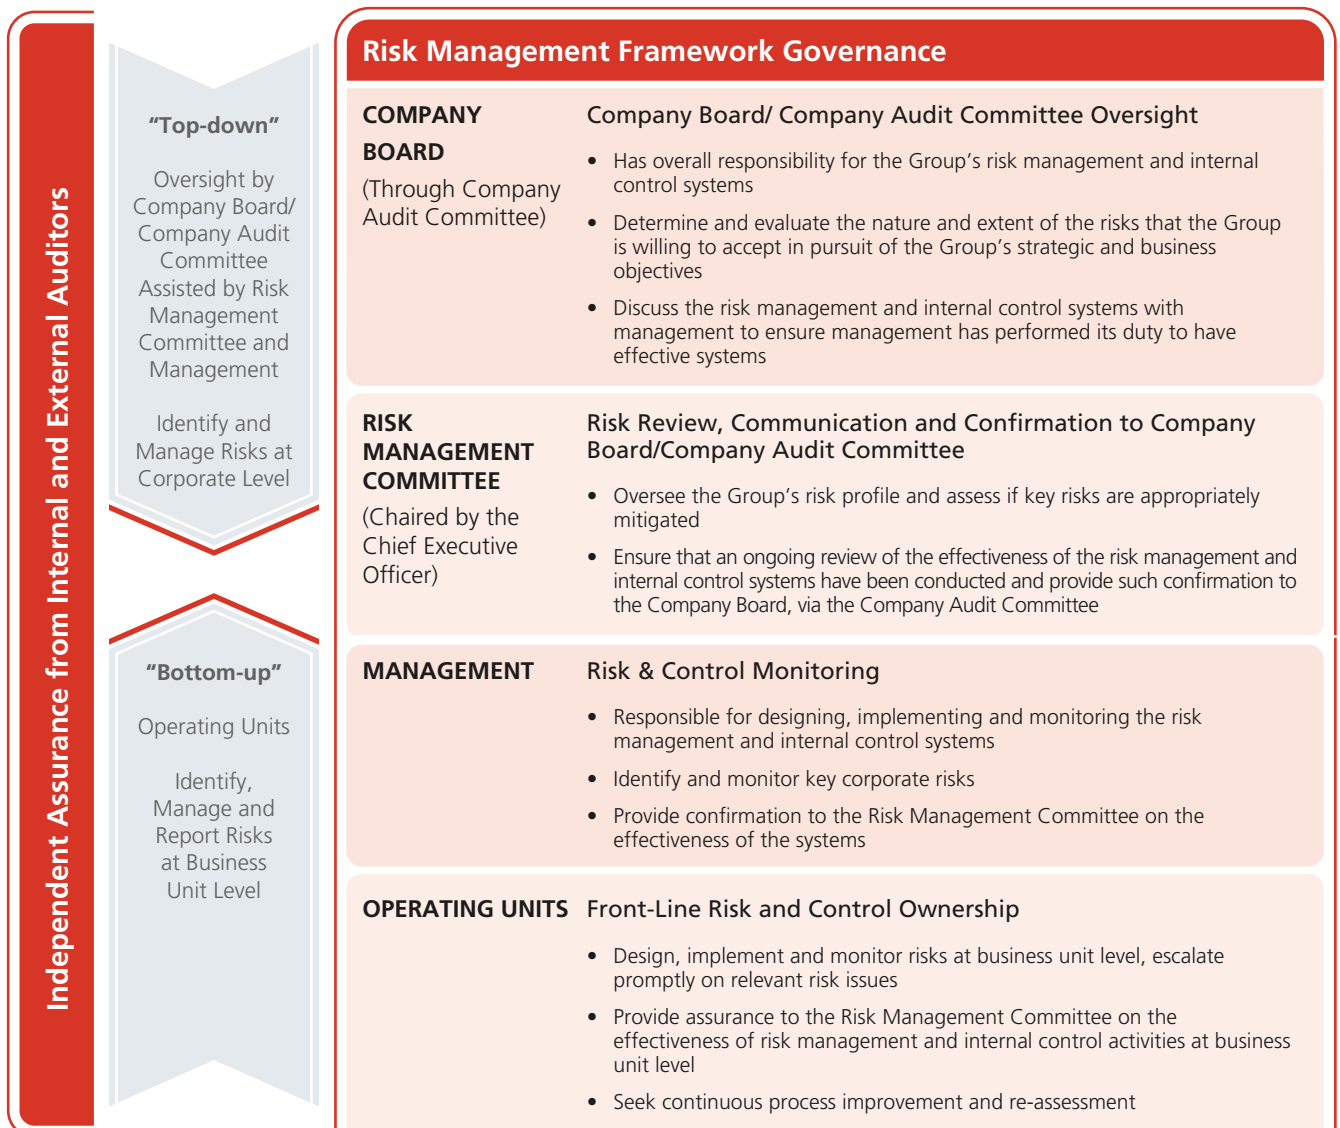 Independent Assurance from Internal and External Auditors
“Top-down”
Oversight by
Company Board/
Company Audit
Committee
Assisted by Risk
Management
Committee and
Management
Identify and
Manage Risks at
Corporate Level
“Bottom-up”
Operating Units
Identify,
Manage and
Report Risks
at Business
Unit Level
Risk Management Framework Governance
COMPANY
BOARD
(Through Company
Audit Committee)
Company Board/ Company Audit Committee Oversight
• Has overall responsibility for the Group’s risk management and internal
control systems
• Determine and evaluate the nature and extent of the risks that the Group
is willing to accept in pursuit of the Group’s strategic and business
objectives
• Discuss the risk management and internal control systems with
management to ensure management has performed its duty to have
effective systems
RISK
MANAGEMENT
COMMITTEE
(Chaired by the
Chief Executive
Officer)
Risk Review, Communication and Confirmation to Company
Board/Company Audit Committee
• Oversee the Group’s risk profile and assess if key risks are appropriately
mitigated
• Ensure that an ongoing review of the effectiveness of the risk management and
internal control systems have been conducted and provide such confirmation to
the Company Board, via the Company Audit Committee
MANAGEMENT
Risk & Control Monitoring
• Responsible for designing, implementing and monitoring the risk
management and internal control systems
• Identify and monitor key corporate risks
• Provide confirmation to the Risk Management Committee on the
effectiveness of the systems
OPERATING UNITS
Front-Line Risk and Control Ownership
• Design, implement and monitor risks at business unit level, escalate
promptly on relevant risk issues
• Provide assurance to the Risk Management Committee on the
effectiveness of risk management and internal control activities at business
unit level
• Seek continuous process improvement and re-assessment